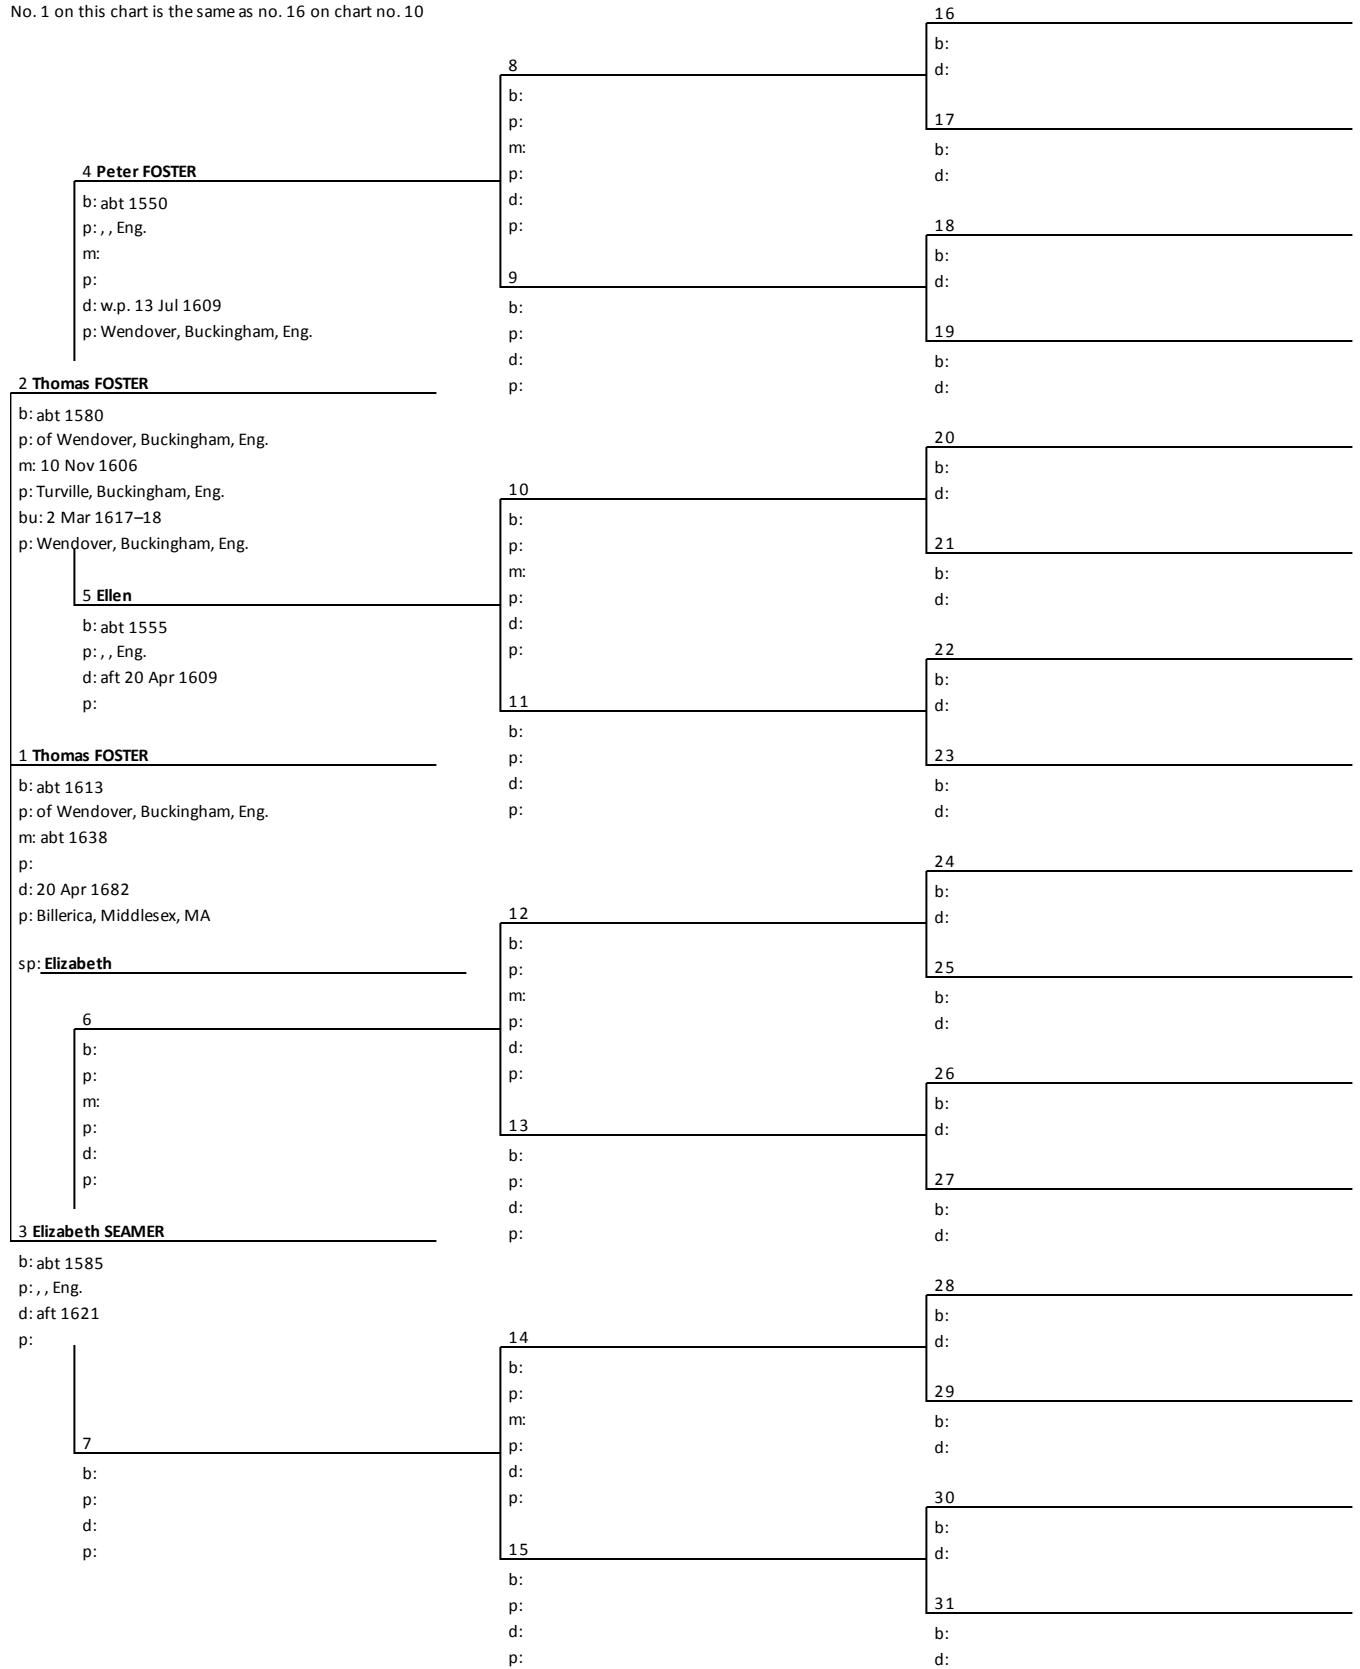 No. 1 on this chart is the same as no. 16 on chart no. 10
4 Peter FOSTER
b: abt 1550
p: , , Eng.
m:
p:
d: w.p. 13 Jul 1609
p: Wendover, Buckingham, Eng.
2 Thomas FOSTER
b: abt 1580
p: of Wendover, Buckingham, Eng.
m: 10 Nov 1606
p: Turville, Buckingham, Eng.
bu: 2 Mar 1617–18
p: Wendover, Buckingham, Eng.
5 Ellen
b: abt 1555
p: , , Eng.
d: aft 20 Apr 1609
p:
1 Thomas FOSTER
b: abt 1613
p: of Wendover, Buckingham, Eng.
m: abt 1638
p:
d: 20 Apr 1682
p: Billerica, Middlesex, MA
sp: Elizabeth
6
b:
p:
m:
p:
d:
p:
3 Elizabeth SEAMER
b: abt 1585
p: , , Eng.
d: aft 1621
p:
7
b:
p:
d:
p:
8
b:
p:
m:
p:
d:
p:
9
b:
p:
d:
p:
10
b:
p:
m:
p:
d:
p:
11
b:
p:
d:
p:
12
b:
p:
m:
p:
d:
p:
13
b:
p:
d:
p:
14
b:
p:
m:
p:
d:
p:
15
b:
p:
d:
p:
16
b:
d:
17
b:
d:
18
b:
d:
19
b:
d:
20
b:
d:
21
b:
d:
22
b:
d:
23
b:
d:
24
b:
d:
25
b:
d:
26
b:
d:
27
b:
d:
28
b:
d:
29
b:
d:
30
b:
d:
31
b:
d: